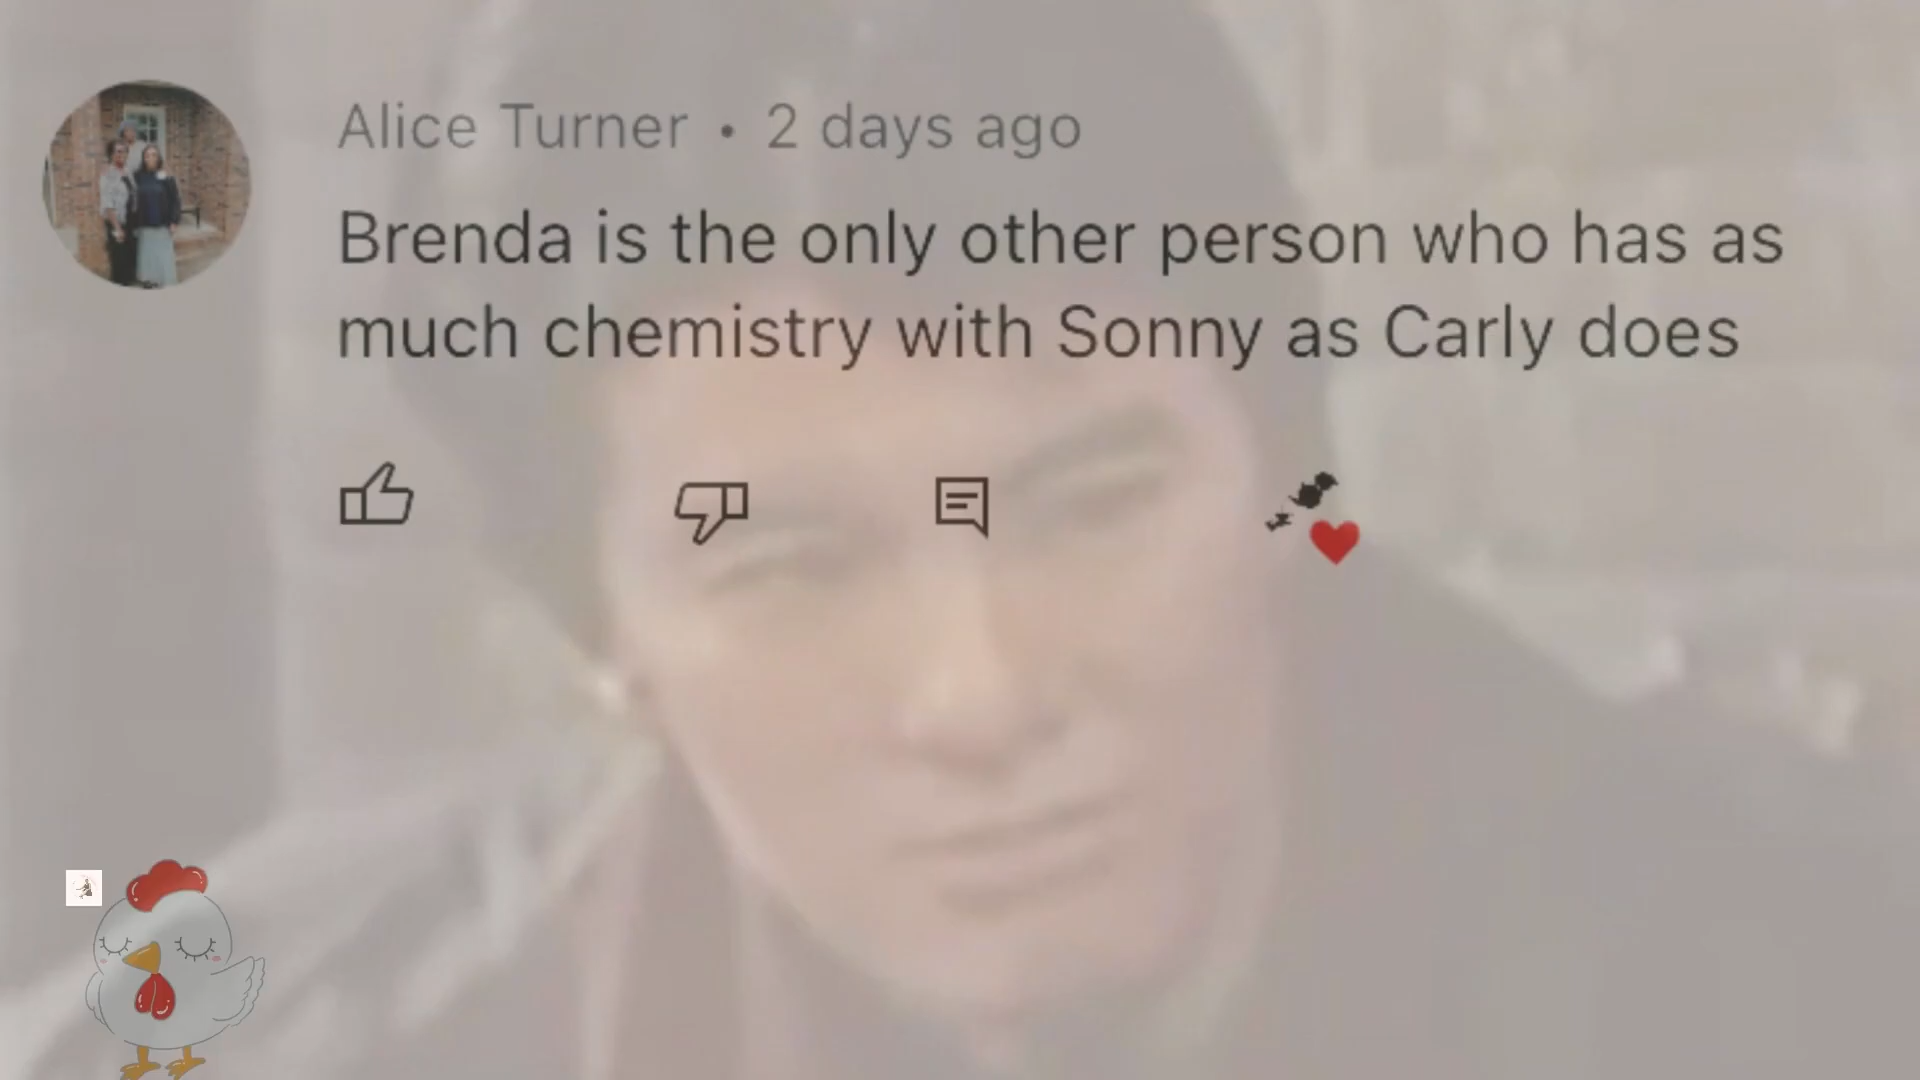 Alice Turner • 2 days ago
Brenda is the only other person who has as
much chemistry with Sonny as Carly does